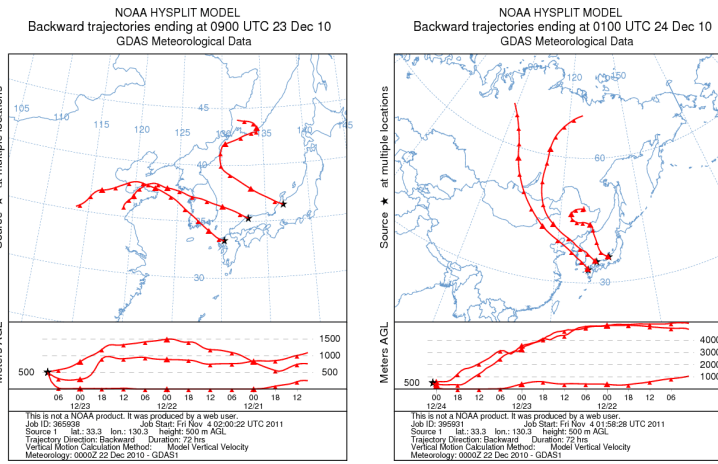 NOAA HYSPLIT MODEL
Backward trajectories ending at 0900 UTC 23 Dec 10
GDAS Meteorological Data
Source ★ at multiple locations
105
110
115
120
125
140
45
40
35
30
1500
1000
500
500
06 00 18 12 06 00 18 12 06 00 18 12
12/23 12/22 12/21
This is not a NOAA product. It was produced by a web user.
Job ID: 365938 Job Start: Fri Nov 4 02:00:22 UTC 2011
Source 1 lat.: 33.3 lon.: 130.3 height: 500 m AGL
Trajectory Direction: Backward Duration: 72 hrs
Vertical Motion Calculation Method: Model Vertical Velocity
Meteorology: 0000Z 22 Dec 2010 - GDAS1
NOAA HYSPLIT MODEL
Backward trajectories ending at 0100 UTC 24 Dec 10
GDAS Meteorological Data
Source ★ at multiple locations
90
120
150
60
30
Meters AGL
4000
3000
2000
1000
500
00 18 12 06 00 18 12 06 00 18 12 06
12/24 12/23 12/22
This is not a NOAA product. It was produced by a web user.
Job ID: 395931 Job Start: Fri Nov 4 01:58:28 UTC 2011
Source 1 lat.: 33.3 lon.: 130.3 height: 500 m AGL
Trajectory Direction: Backward Duration: 72 hrs
Vertical Motion Calculation Method: Model Vertical Velocity
Meteorology: 0000Z 22 Dec 2010 - GDAS1